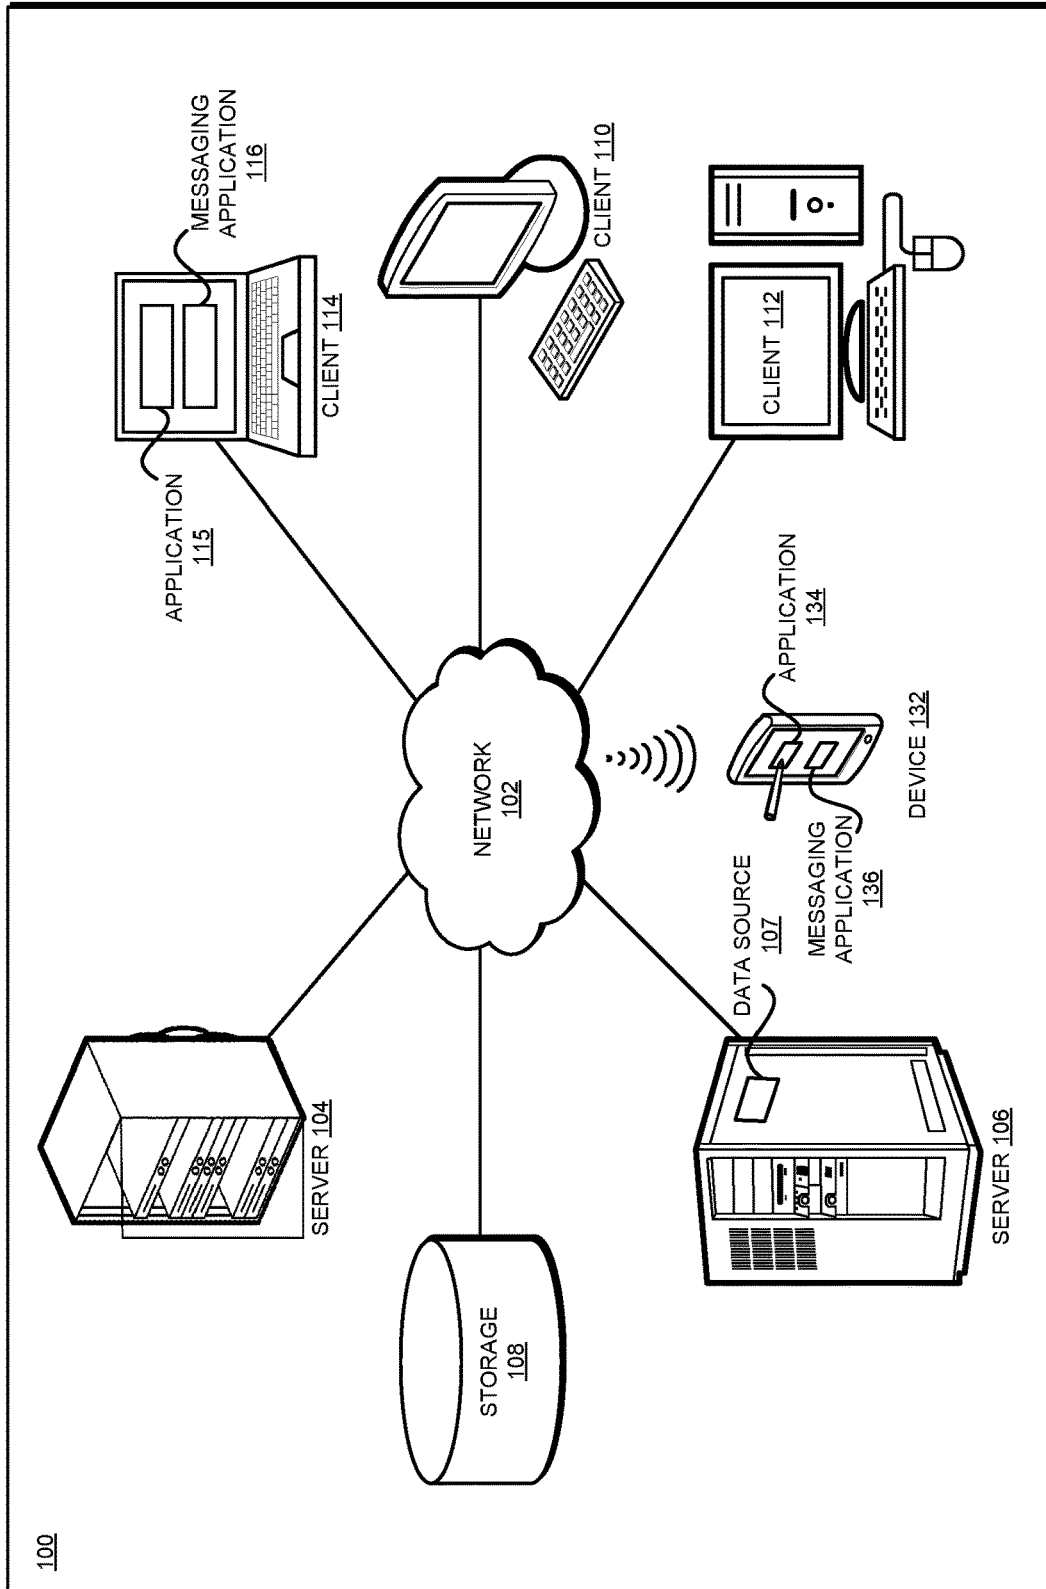 100
SERVER 104
STORAGE
108
SERVER 106
DATA SOURCE
107
NETWORK
102
MESSAGING
APPLICATION
136
DEVICE 132
APPLICATION
134
APPLICATION
115
MESSAGING
APPLICATION
116
CLIENT 114
CLIENT 110
CLIENT 112